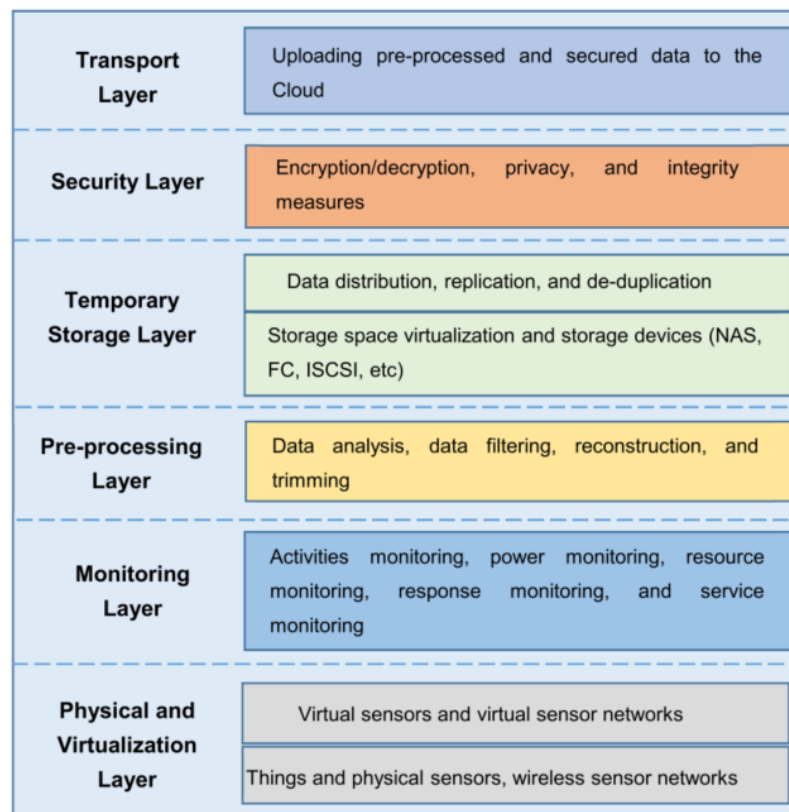 Transport
Layer
Uploading pre-processed and secured data to the
Cloud
Security Layer
Encryption/decryption, privacy, and integrity
measures
Temporary
Storage Layer
Data distribution, replication, and de-duplication
Storage space virtualization and storage devices (NAS,
FC, ISCSI, etc)
Pre-processing
Layer
Data analysis, data filtering, reconstruction, and
trimming
Monitoring
Layer
Activities monitoring, power monitoring, resource
monitoring, response monitoring, and service
monitoring
Physical and
Virtualization
Layer
Virtual sensors and virtual sensor networks
Things and physical sensors, wireless sensor networks